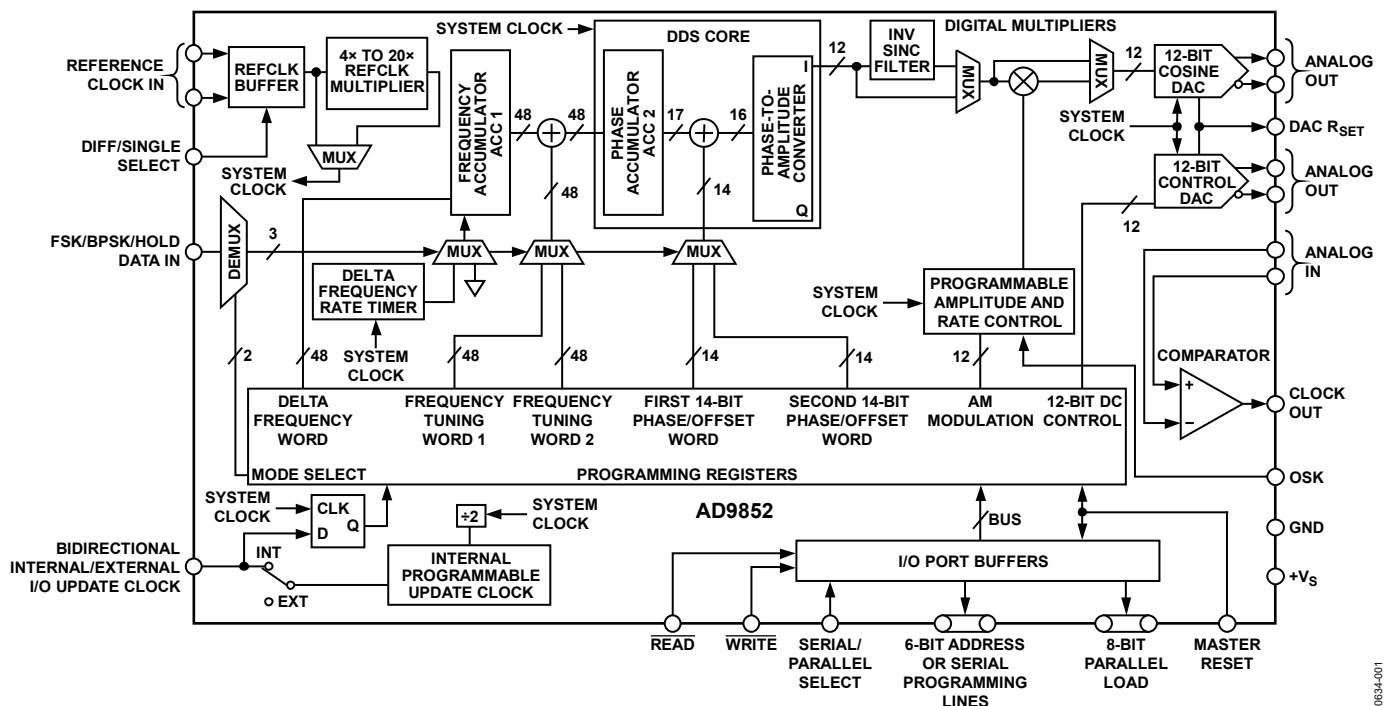 SYSTEM CLOCK
DDS CORE
DIGITAL MULTIPLIERS
REFERENCE
CLOCK IN
REFCLK
BUFFER
4× TO 20×
REFCLK
MULTIPLIER
MUX
SYSTEM
CLOCK
DIFF/SINGLE
SELECT
FREQUENCY
ACCUMULATOR
ACC 1
48
48
48
PHASE
ACCUMULATOR
ACC 2
17
16
14
PHASE-TO-
AMPLITUDE
CONVERTER
I
Q
12
INV
SINC
FILTER
MUX
MUX
12
12-BIT
COSINE
DAC
ANALOG
OUT
SYSTEM
CLOCK
DAC RSET
12-BIT
CONTROL
DAC
ANALOG
OUT
12
FSK/BPSK/HOLD
DATA IN
DEMUX
3
MUX
MUX
MUX
ANALOG
IN
DELTA
FREQUENCY
RATE TIMER
SYSTEM
CLOCK
SYSTEM
CLOCK
PROGRAMMABLE
AMPLITUDE AND
RATE CONTROL
COMPARATOR
+
–
CLOCK
OUT
2
48
48
48
14
14
12
DELTA
FREQUENCY
WORD
FREQUENCY
TUNING
WORD 1
FREQUENCY
TUNING
WORD 2
FIRST 14-BIT
PHASE/OFFSET
WORD
SECOND 14-BIT
PHASE/OFFSET
WORD
AM
MODULATION
12-BIT DC
CONTROL
MODE SELECT
PROGRAMMING REGISTERS
OSK
SYSTEM
CLOCK
CLK
D
Q
÷2
SYSTEM
CLOCK
AD9852
BUS
GND
BIDIRECTIONAL
INTERNAL/EXTERNAL
I/O UPDATE CLOCK
INT
EXT
INTERNAL
PROGRAMMABLE
UPDATE CLOCK
I/O PORT BUFFERS
+VS
READ
WRITE
SERIAL/
PARALLEL
SELECT
6-BIT ADDRESS
OR SERIAL
PROGRAMMING
LINES
8-BIT
PARALLEL
LOAD
MASTER
RESET
0634-001